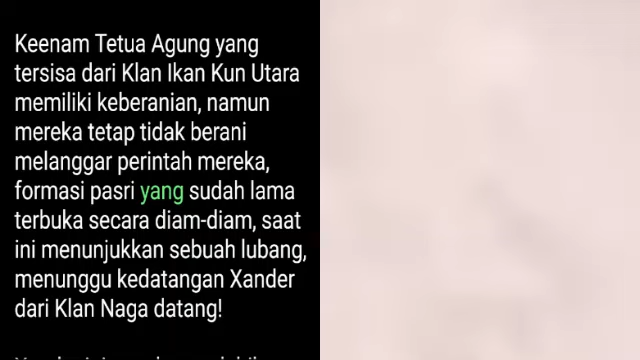 Keenam Tetua Agung yang
tersisa dari Klan Ikan Kun Utara
memiliki keberanian, namun
mereka tetap tidak berani
melanggar perintah mereka,
formasi pasri yang sudah lama
terbuka secara diam-diam, saat
ini menunjukkan sebuah lubang,
menunggu kedatangan Xander
dari Klan Naga datang!